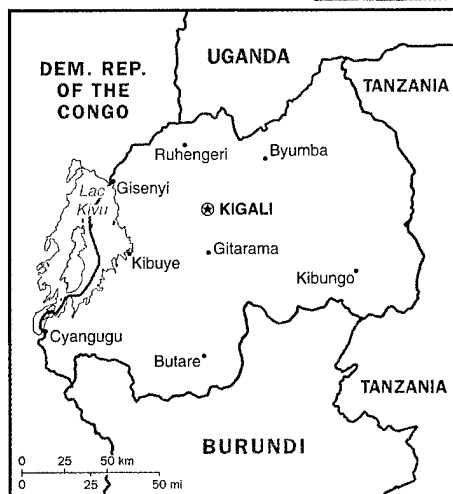 UGANDA
DEM. REP.
OF THE
CONGO
TANZANIA
Ruhengeri
Byumba
Gisenyi
Lac
Kivu
KIGALI
Gitarama
Kibuye
Kibungo
Cyangugu
Butare
TANZANIA
BURUNDI
0 25 50 km
0 25 50 mi